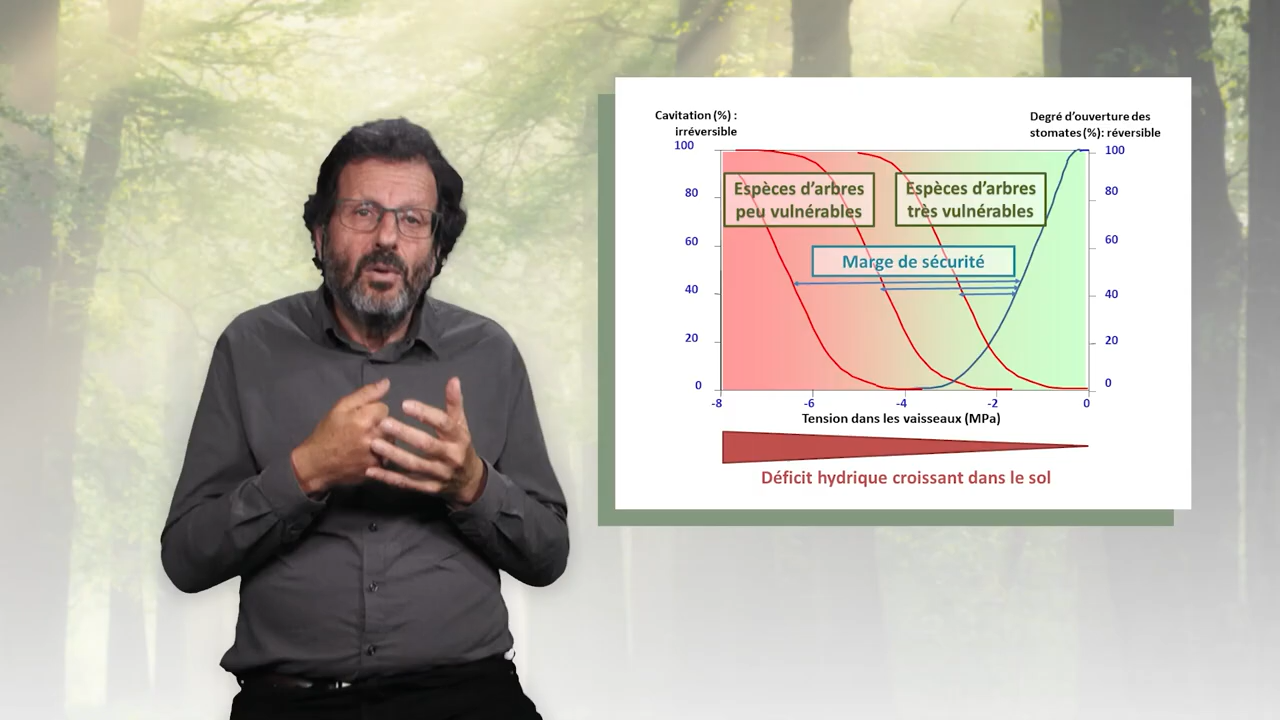 Cavitation (%) :
irréversible
Degré d'ouverture des
stomates (%): réversible
100
80
60
40
20
0
100
80
60
40
20
0
Espèces d'arbres
peu vulnérables
Espèces d'arbres
très vulnérables
Marge de sécurité
-8
-6
-4
-2
0
Tension dans les vaisseaux (MPa)
Déficit hydrique croissant dans le sol